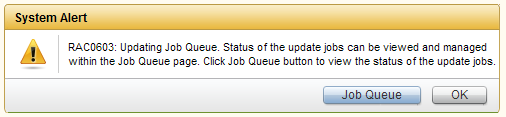 System Alert
RAC0603: Updating Job Queue. Status of the update jobs can be viewed and managed
within the Job Queue page. Click Job Queue button to view the status of the update jobs.
Job Queue OK